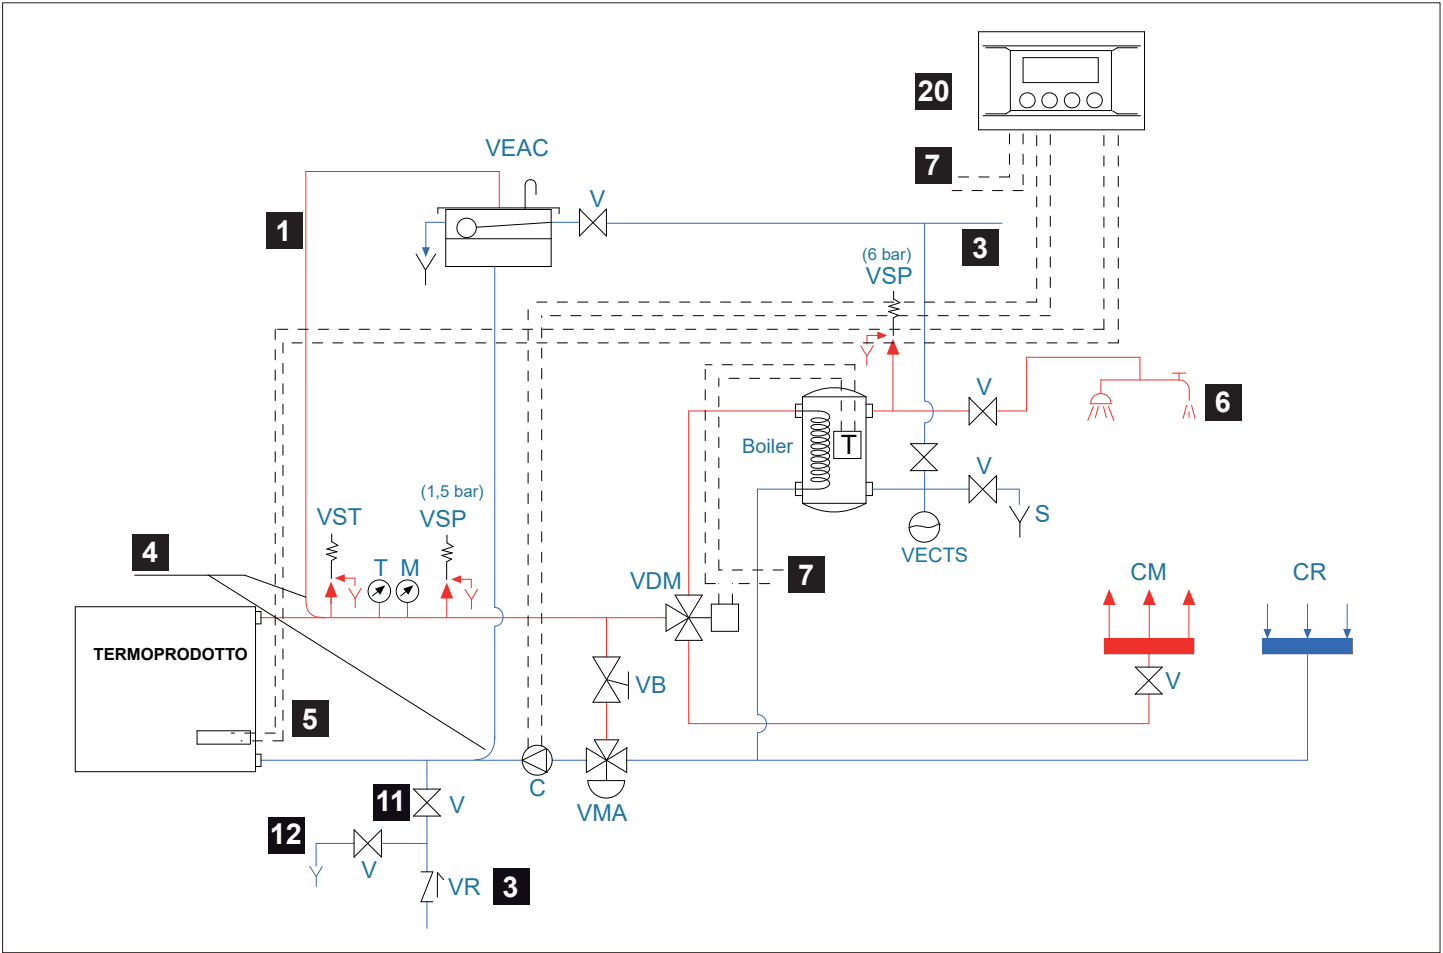 20
VEAC
7
V
1
3
(6 bar)
VSP
V
6
Boiler
T
(1,5 bar)
V
VST
VSP
S
4
VECTS
T
M
7
CM
CR
VDM
TERMOPRODOTTO
VB
V
5
C
11
V
VMA
12
V
VR
3